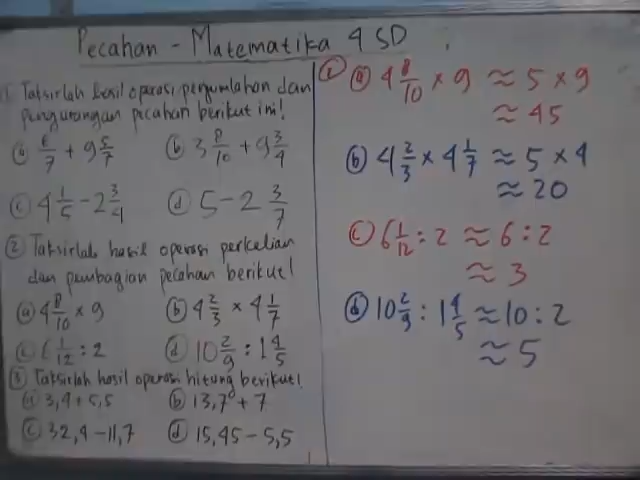 Pecahan - Matematika 4 SD
1 Taksirlah hasil operasi penjumlahan dan
pengurangan pecahan berikut ini!
a 6/7 + 9 5/7 b 3 8/10 + 9 3/4
c 4 1/5 - 2 3/4 d 5 - 2 3/7
2 Taksirlah hasil operasi perkalian
dan pembagian pecahan berikut!
a 4 8/10 × 9 b 4 2/3 × 4 1/7
c 6 1/12 : 2 d 10 2/9 : 1 4/5
3 Taksirlah hasil operasi hitung berikut!
a 3,4 + 5,5 b 13,70 + 7
c 32,4 - 11,7 d 15,45 - 5,5
2 a 4 8/10 × 9 ≈ 5 × 9
≈ 45
b 4 2/3 × 4 1/7 ≈ 5 × 4
≈ 20
c 6 1/12 : 2 ≈ 6 : 2
≈ 3
d 10 2/9 : 1 4/5 ≈ 10 : 2
≈ 5